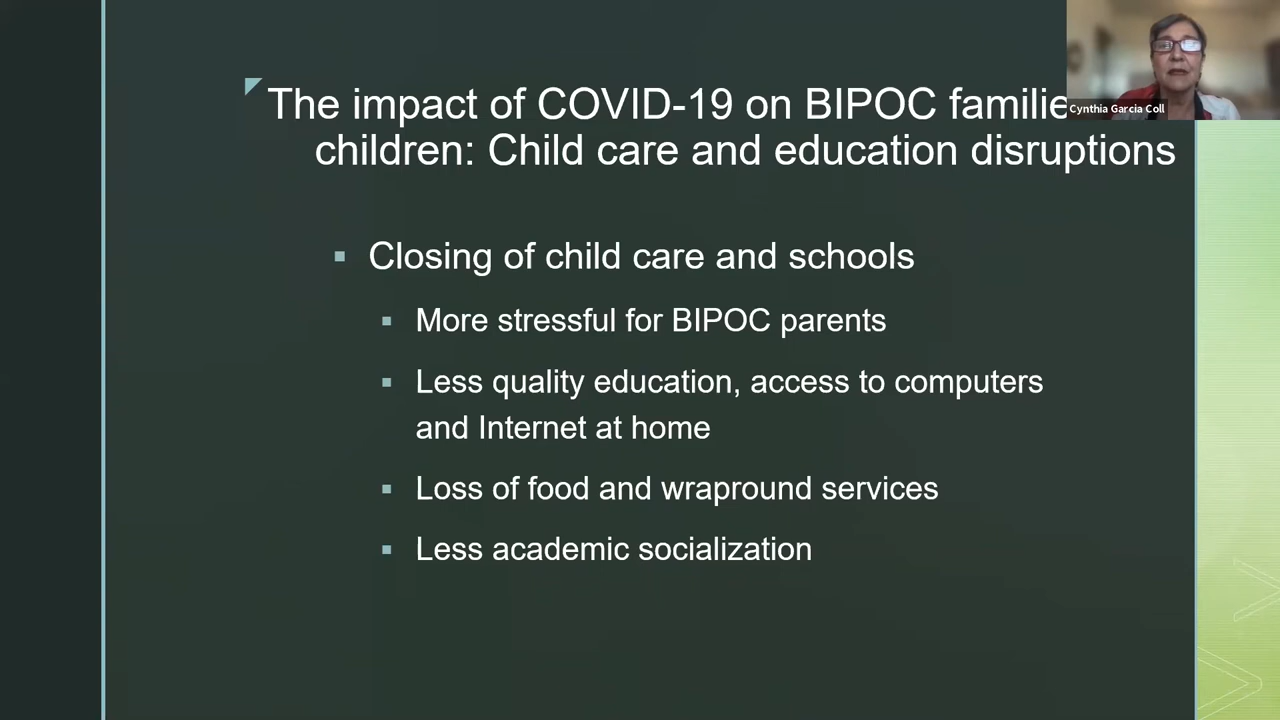 The impact of COVID-19 on BIPOC familie
children: Child care and education disruptions
Cynthia Garcia Coll
Closing of child care and schools
More stressful for BIPOC parents
Less quality education, access to computers
and Internet at home
Loss of food and wrapround services
Less academic socialization